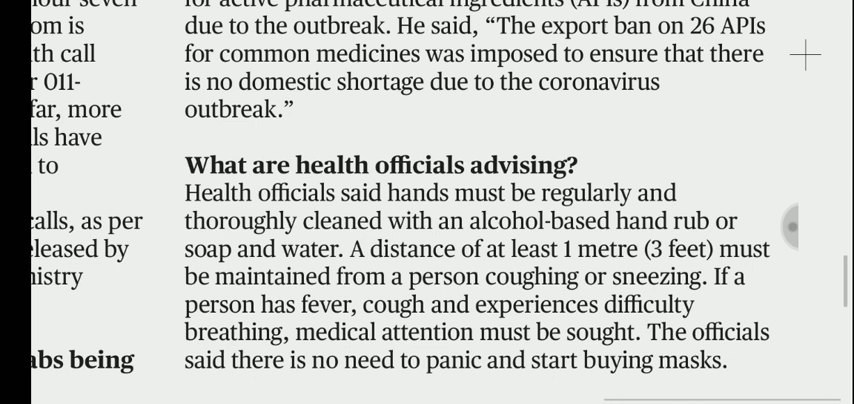 om is
call
011-
far, more
have
to
calls, as per
by
being
due to the outbreak. He said, “The export ban on 26 APIs
for common medicines was imposed to ensure that there
is no domestic shortage due to the coronavirus
outbreak.”
What are health officials advising?
Health officials said hands must be regularly and
thoroughly cleaned with an alcohol-based hand rub or
soap and water. A distance of at least 1 metre (3 feet) must
be maintained from a person coughing or sneezing. If a
person has fever, cough and experiences difficulty
breathing, medical attention must be sought. The officials
said there is no need to panic and start buying masks.